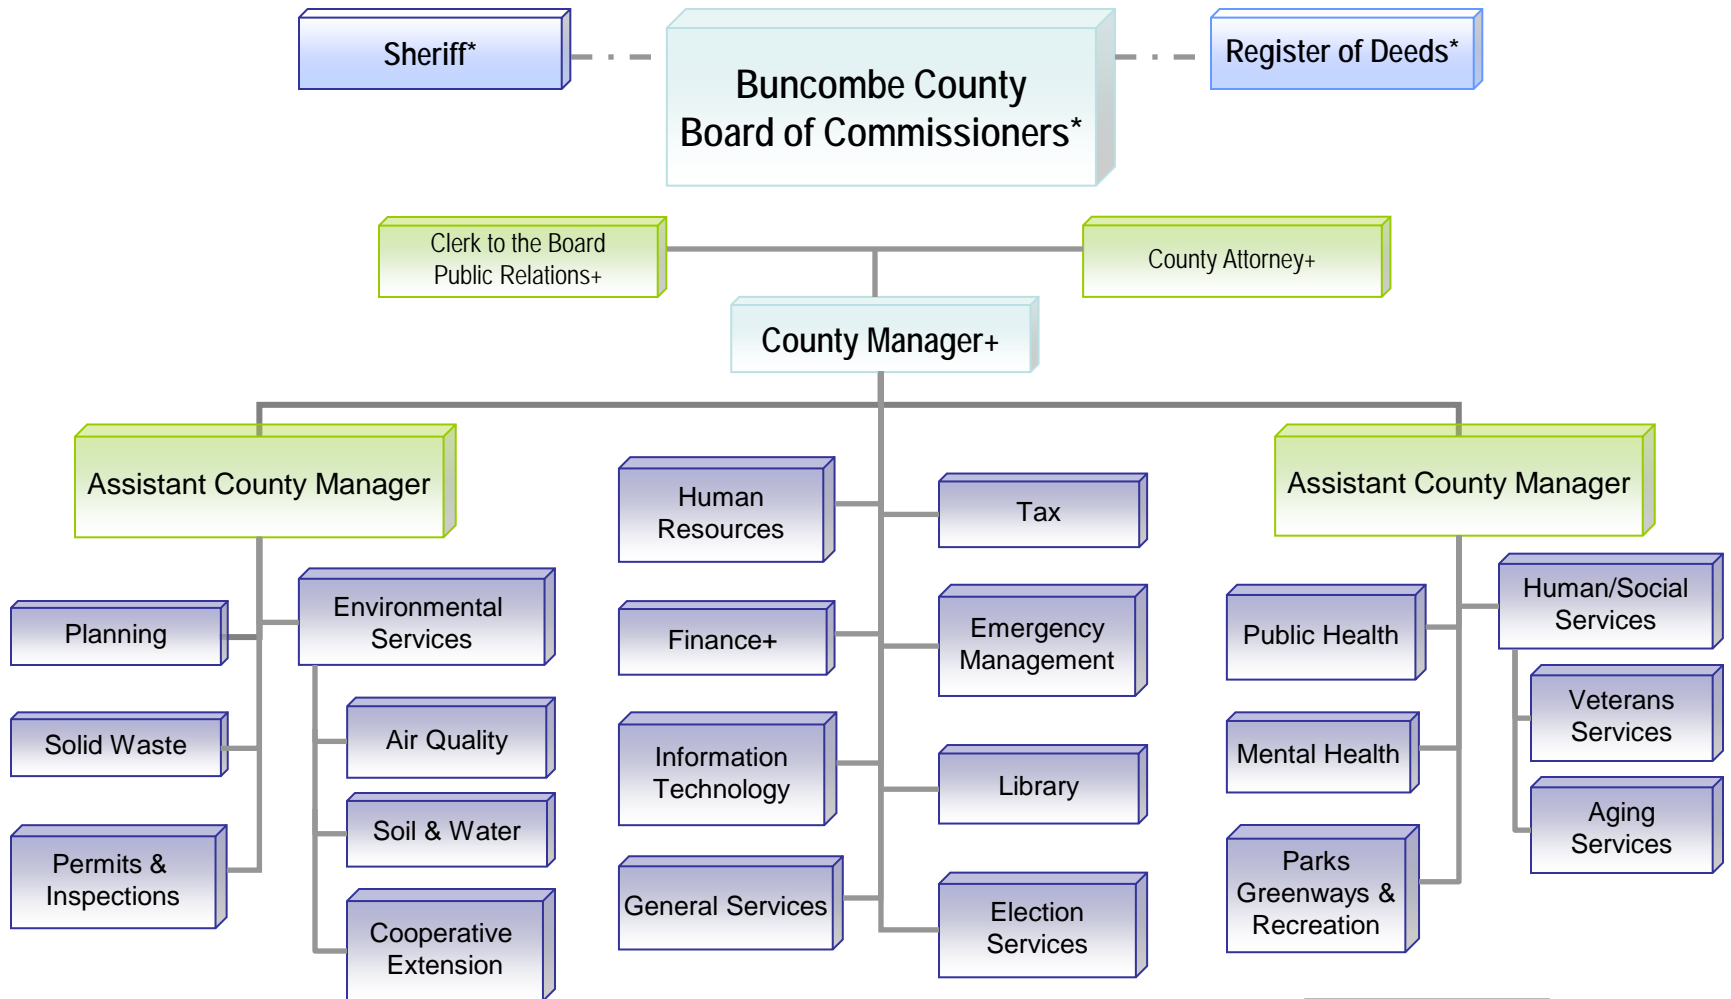 Sheriff*
Buncombe County
Board of Commissioners*
Register of Deeds*
Clerk to the Board
Public Relations+
County Attorney+
County Manager+
Assistant County Manager
Planning
Solid Waste
Permits &
Inspections
Environmental
Services
Air Quality
Soil & Water
Cooperative
Extension
Human
Resources
Finance+
Information
Technology
General Services
Tax
Emergency
Management
Library
Election
Services
Assistant County Manager
Public Health
Mental Health
Parks
Greenways &
Recreation
Human/Social
Services
Veterans
Services
Aging
Services